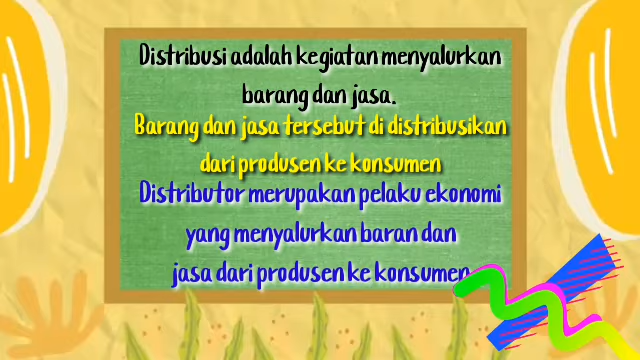 Distribusi adalah kegiatan menyalurkan
barang dan jasa.
Barang dan jasa tersebut di distribusikan
dari produsen ke konsumen
Distributor merupakan pelaku ekonomi
yang menyalurkan baran dan
jasa dari produsen ke konsumen